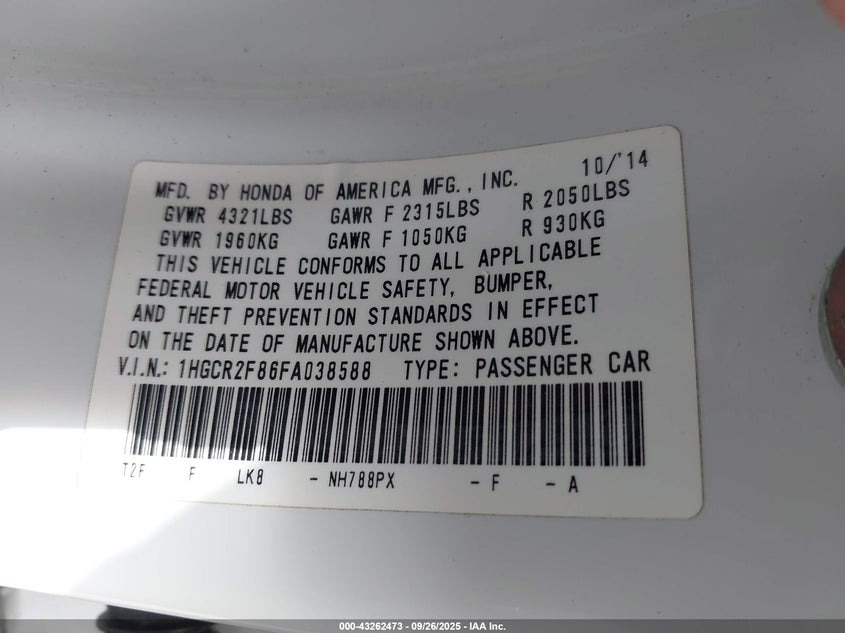 MFD. BY HONDA OF AMERICA MFG., INC. 10/'14
GVWR 4321LBS GAWR F 2315LBS R 2050LBS
GVWR 1960KG GAWR F 1050KG R 930KG
THIS VEHICLE CONFORMS TO ALL APPLICABLE
FEDERAL MOTOR VEHICLE SAFETY, BUMPER,
AND THEFT PREVENTION STANDARDS IN EFFECT
ON THE DATE OF MANUFACTURE SHOWN ABOVE.
V.I.N.: 1HGCR2F86FA038588 TYPE: PASSENGER CAR
T2F F LK8 - NH788PX - F - A
000-43262473 - 09/26/2025 - IAA Inc.